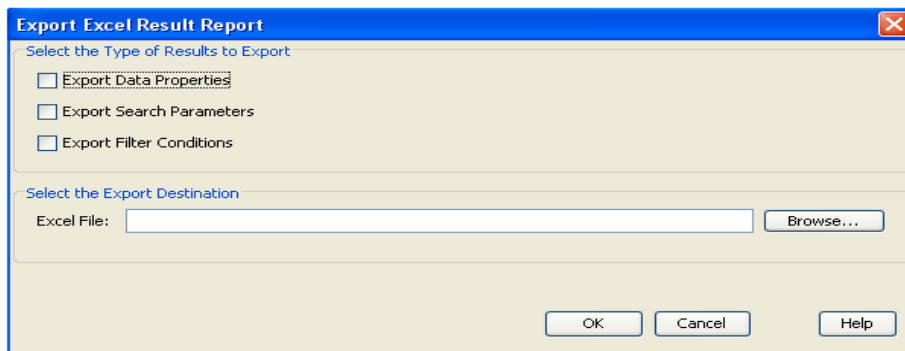 Export Excel Result Report
Select the Type of Results to Export
Export Data Properties
Export Search Parameters
Export Filter Conditions
Select the Export Destination
Excel File:
Browse...
OK
Cancel
Help